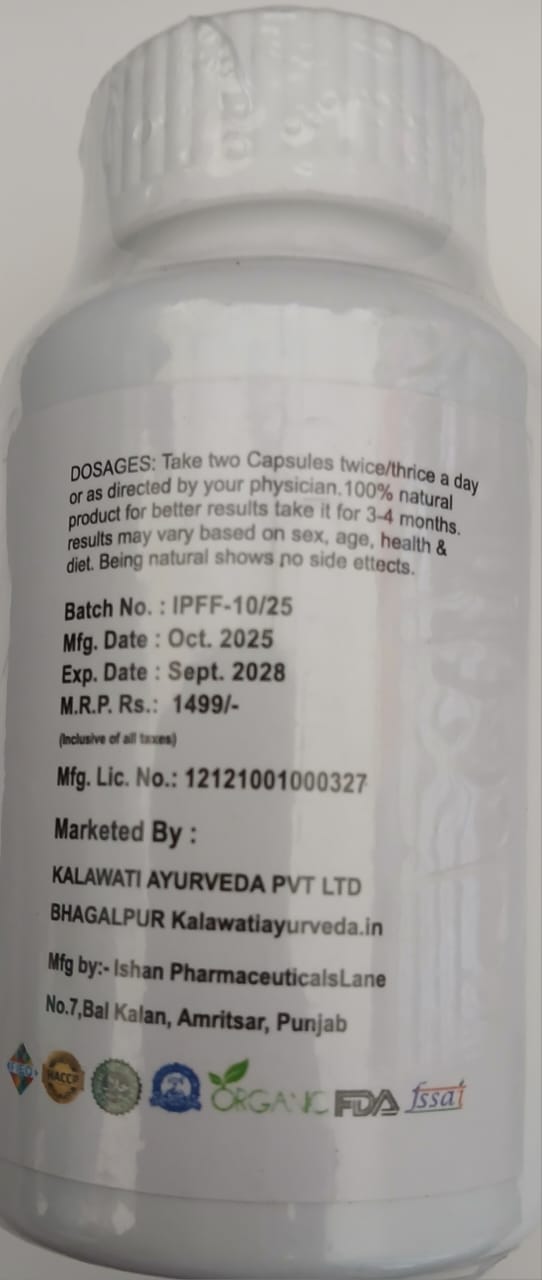 DOSAGES: Take two Capsules twice/thrice a day
or as directed by your physician.100% natural
product for better results take it for 3-4 months.
results may vary based on sex, age, health &
diet. Being natural shows no side ettects.
Batch No. : IPFF-10/25
Mfg. Date : Oct. 2025
Exp. Date : Sept. 2028
M.R.P. Rs.: 1499/-
(Inclusive of all taxes)
Mfg. Lic. No.: 12121001000327
Marketed By :
KALAWATI AYURVEDA PVT LTD
BHAGALPUR Kalawatiayurveda.in
Mfg by:- Ishan PharmaceuticalsLane
No.7,Bal Kalan, Amritsar, Punjab
HACCP ORGANIC FDA fssai